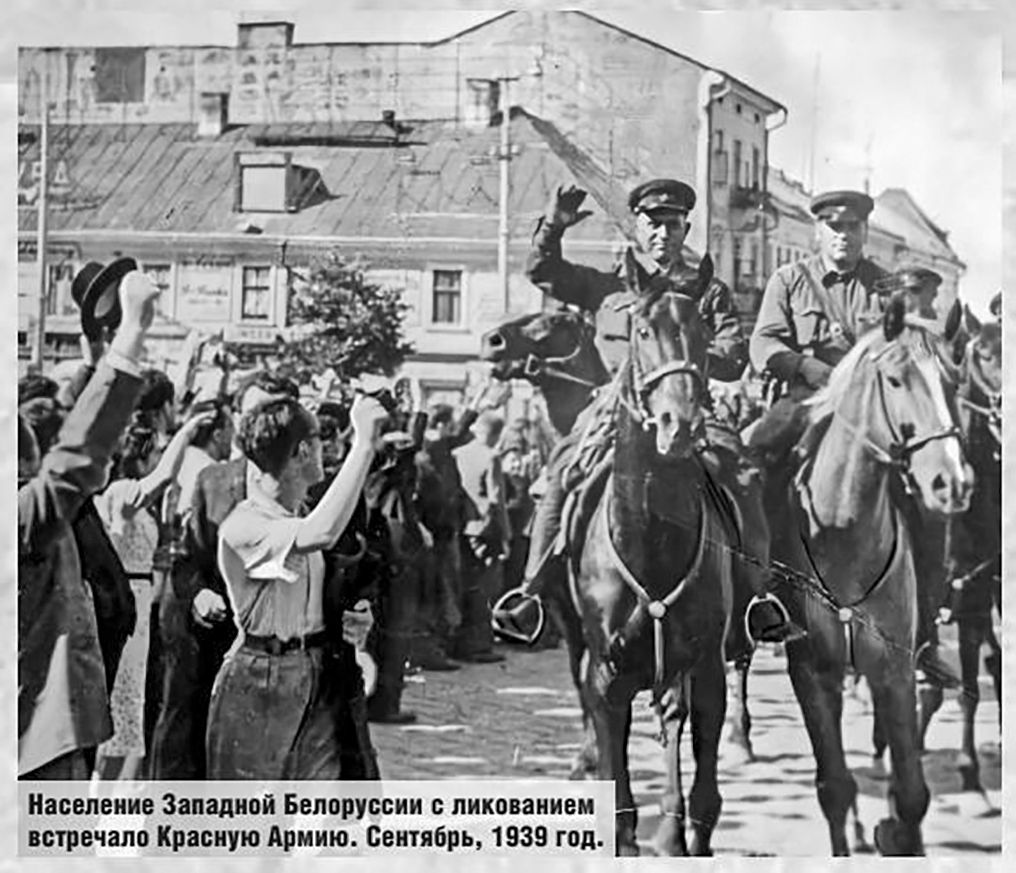 Население Западной Белоруссии с ликованием
встречало Красную Армию. Сентябрь, 1939 год.